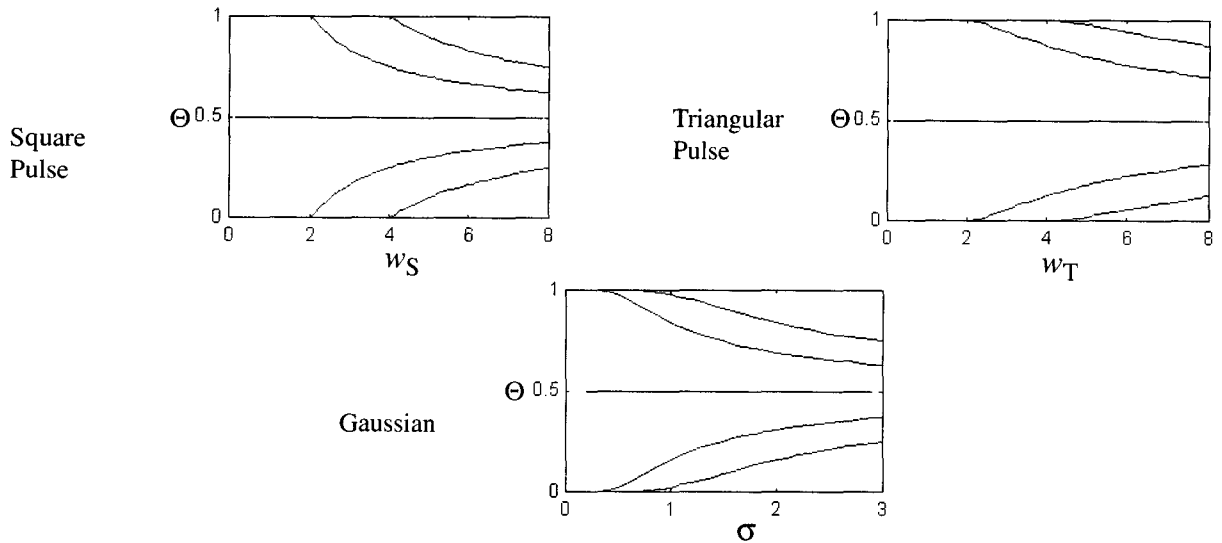 Square
Pulse
Θ
1
0.5
0
0 2 4 6 8
w_S
Triangular
Pulse
Θ
1
0.5
0
0 2 4 6 8
w_T
Gaussian
Θ
1
0.5
0
0 1 2 3
σ